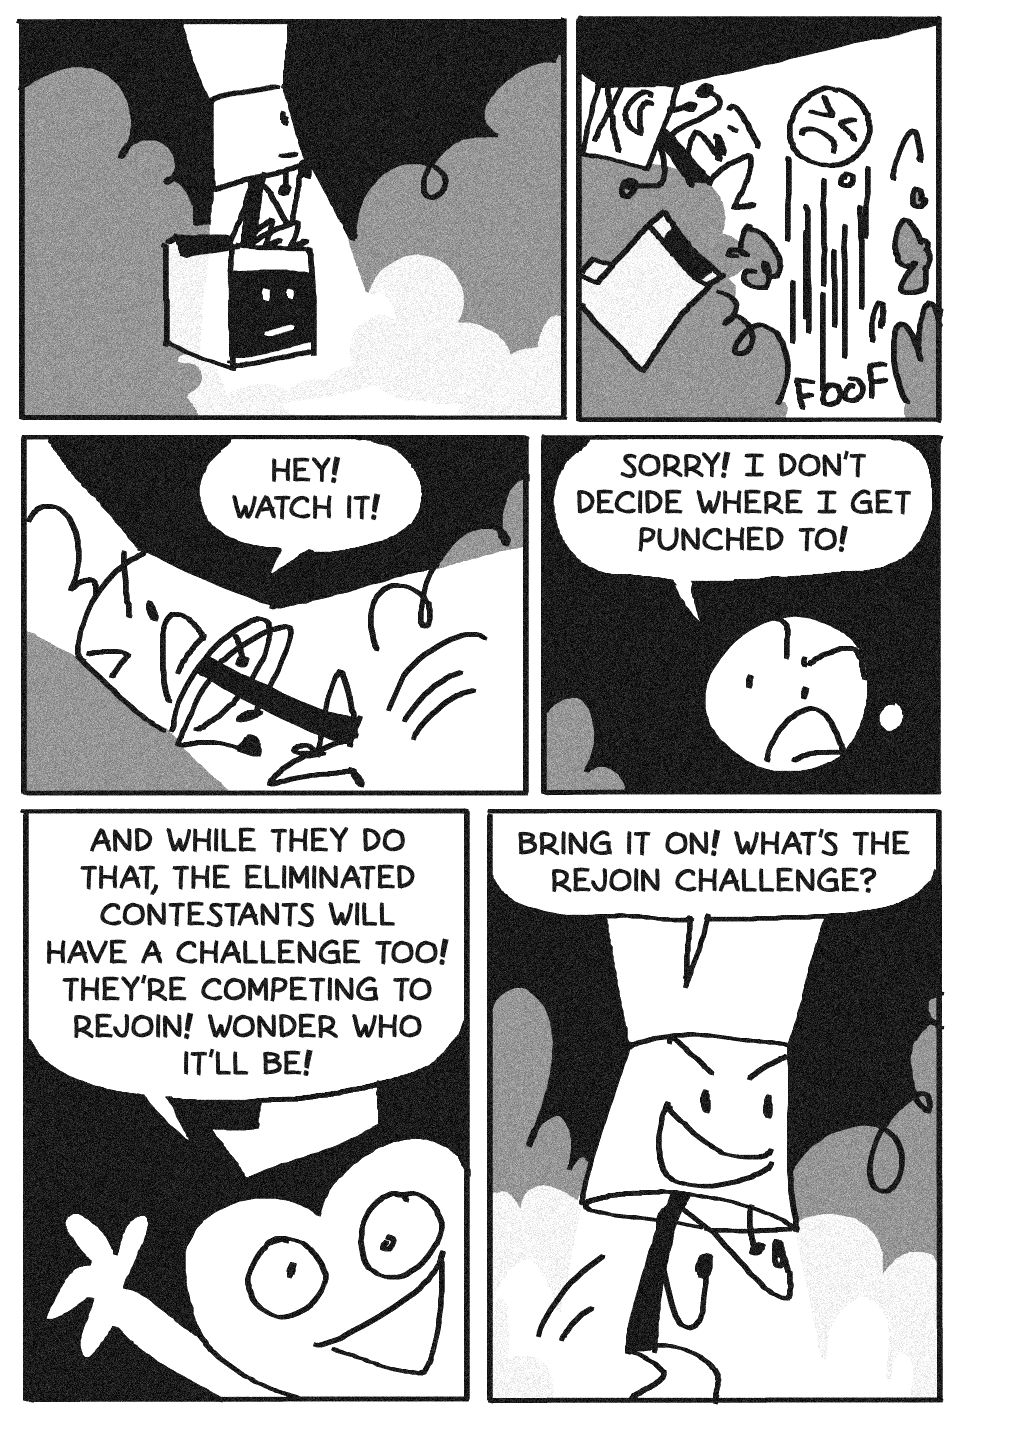 FOOF
HEY!
WATCH IT!
SORRY! I DON'T
DECIDE WHERE I GET
PUNCHED TO!
AND WHILE THEY DO
THAT, THE ELIMINATED
CONTESTANTS WILL
HAVE A CHALLENGE TOO!
THEY'RE COMPETING TO
REJOIN! WONDER WHO
IT'LL BE!
BRING IT ON! WHAT'S THE
REJOIN CHALLENGE?